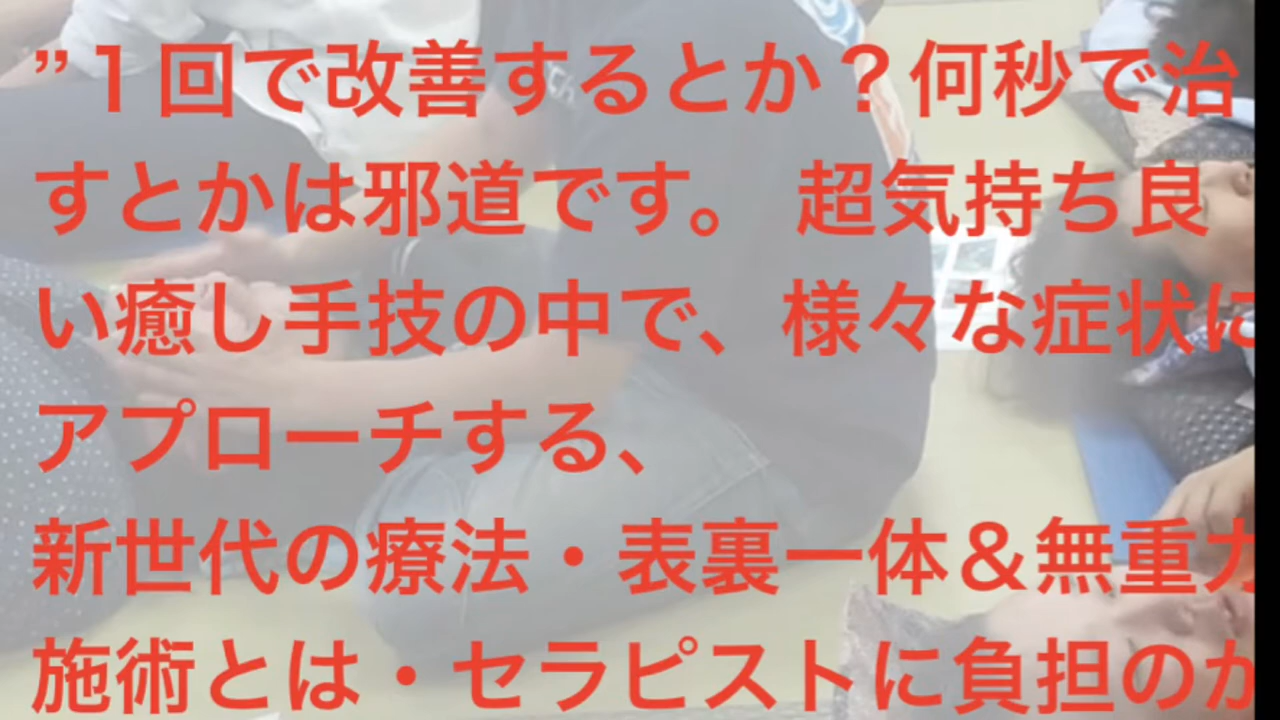 ”１回で改善するとか？何秒で治
すとかは邪道です。 超気持ち良
い癒し手技の中で、様々な症状に
アプローチする、
新世代の療法・表裏一体＆無重力
施術とは・セラピストに負担のか